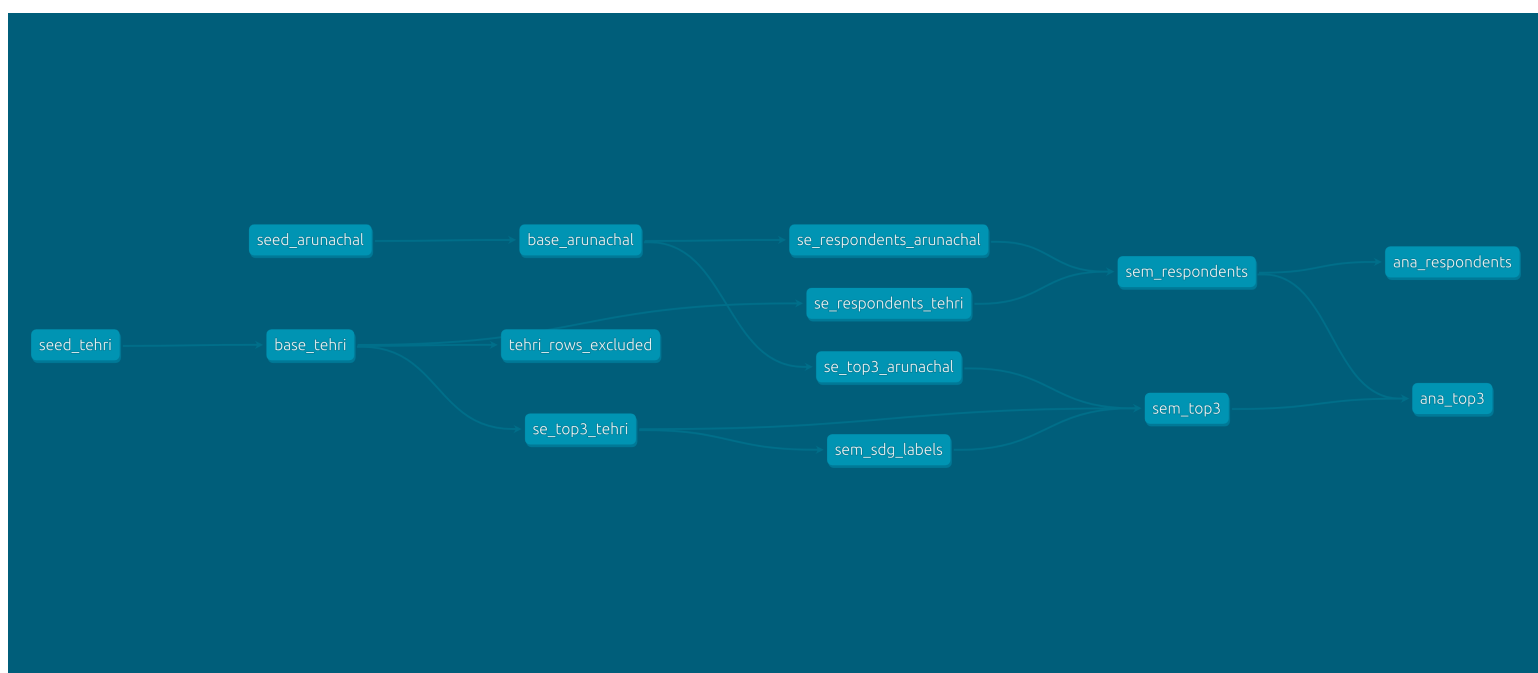 seed_arunachal
base_arunachal
se_respondents_arunachal
ana_respondents
sem_respondents
se_respondents_tehri
seed_tehri
base_tehri
tehri_rows_excluded
se_top3_arunachal
ana_top3
sem_top3
se_top3_tehri
sem_sdg_labels